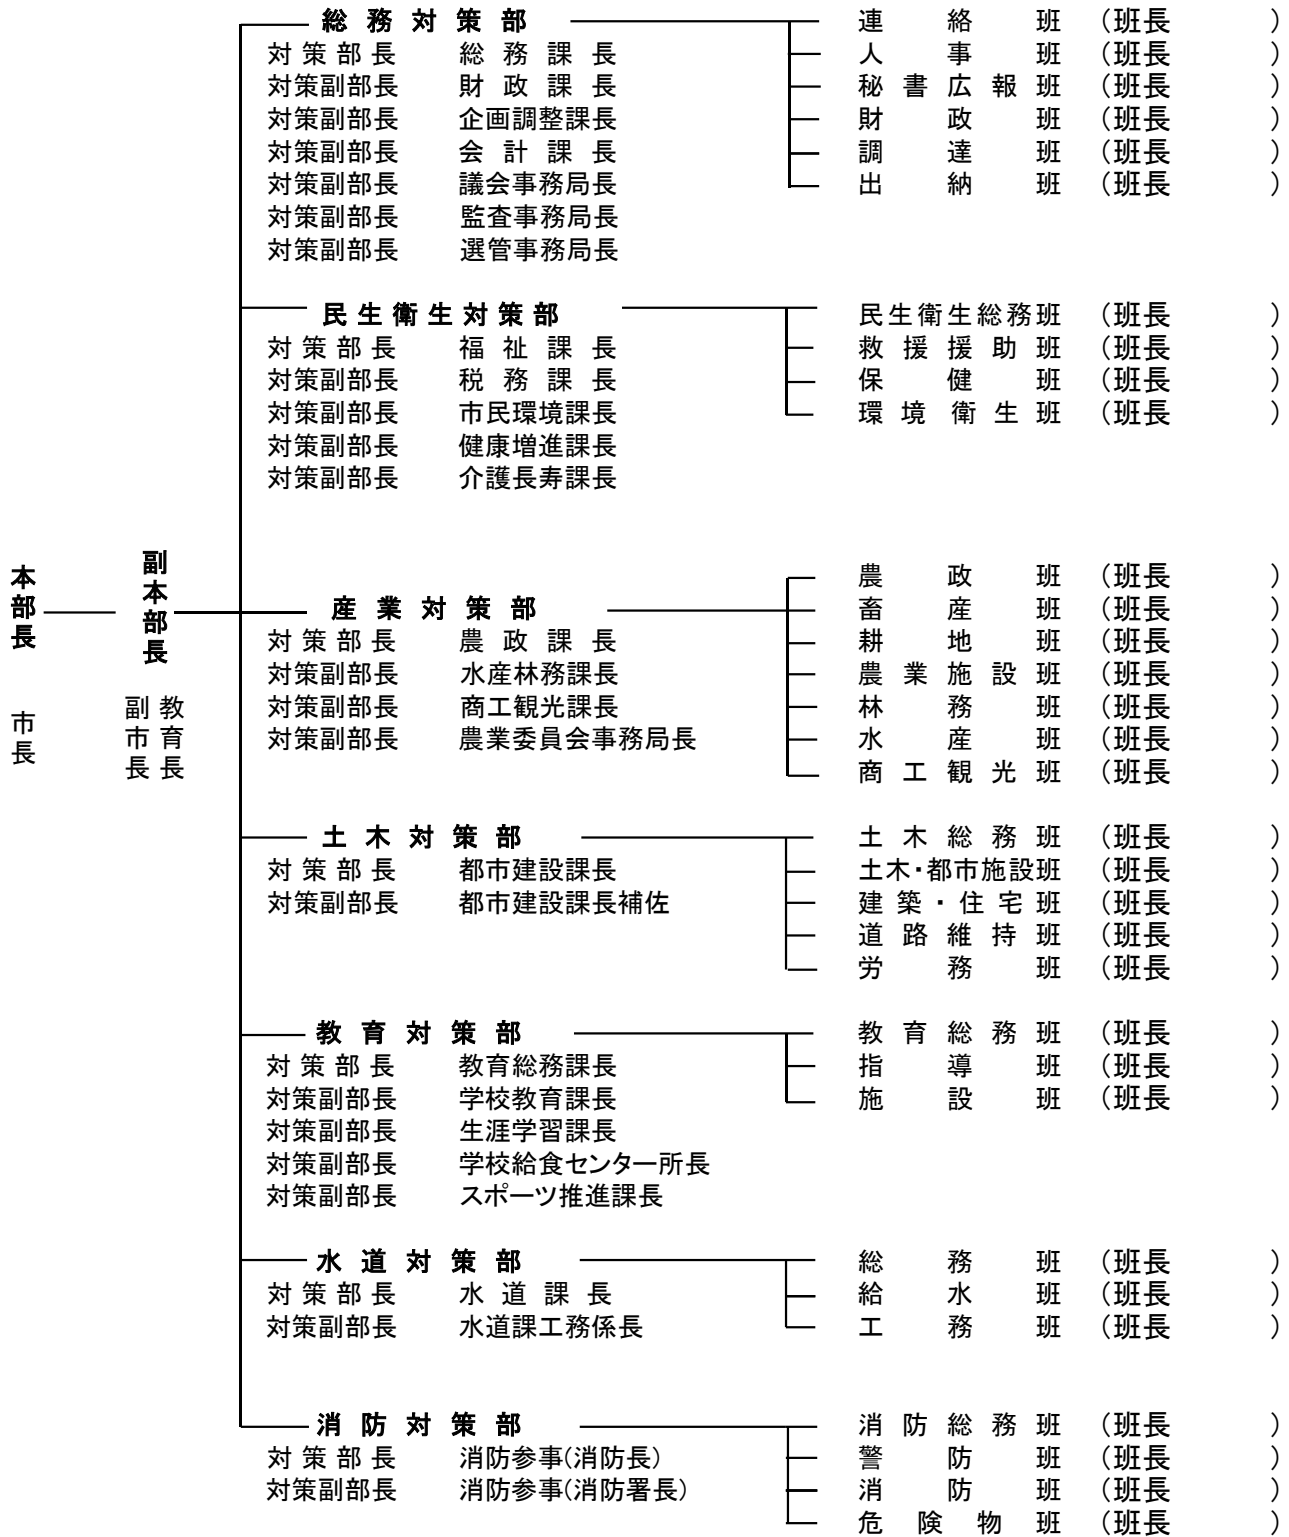 総務対策部 連絡班 （班長 ）
対策部長 総務課長 人事班 （班長 ）
対策副部長 財政課長 秘書広報班 （班長 ）
対策副部長 企画調整課長 財政班 （班長 ）
対策副部長 会計課長 調達班 （班長 ）
対策副部長 議会事務局長 出納班 （班長 ）
対策副部長 監査事務局長
対策副部長 選管事務局長
民生衛生対策部 民生衛生総務班 （班長 ）
対策部長 福祉課長 救援援助班 （班長 ）
対策副部長 税務課長 保健班 （班長 ）
対策副部長 市民環境課長 環境衛生班 （班長 ）
対策副部長 健康増進課長
対策副部長 介護長寿課長
本部長
市長
副本部長
副市長
教育長
農政班 （班長 ）
産業対策部 畜産班 （班長 ）
対策部長 農政課長 耕地班 （班長 ）
対策副部長 水産林務課長 農業施設班 （班長 ）
対策副部長 商工観光課長 林務班 （班長 ）
対策副部長 農業委員会事務局長 水産班 （班長 ）
商工観光班 （班長 ）
土木対策部 土木総務班 （班長 ）
対策部長 都市建設課長 土木・都市施設班 （班長 ）
対策副部長 都市建設課長補佐 建築・住宅班 （班長 ）
道路維持班 （班長 ）
労務班 （班長 ）
教育対策部 教育総務班 （班長 ）
対策部長 教育総務課長 指導班 （班長 ）
対策副部長 学校教育課長 施設班 （班長 ）
対策副部長 生涯学習課長
対策副部長 学校給食センター所長
対策副部長 スポーツ推進課長
水道対策部 総務班 （班長 ）
対策部長 水道課長 給水班 （班長 ）
対策副部長 水道課工務係長 工務班 （班長 ）
消防対策部 消防総務班 （班長 ）
対策部長 消防参事(消防長) 警防班 （班長 ）
対策副部長 消防参事(消防署長) 消防班 （班長 ）
危険物班 （班長 ）